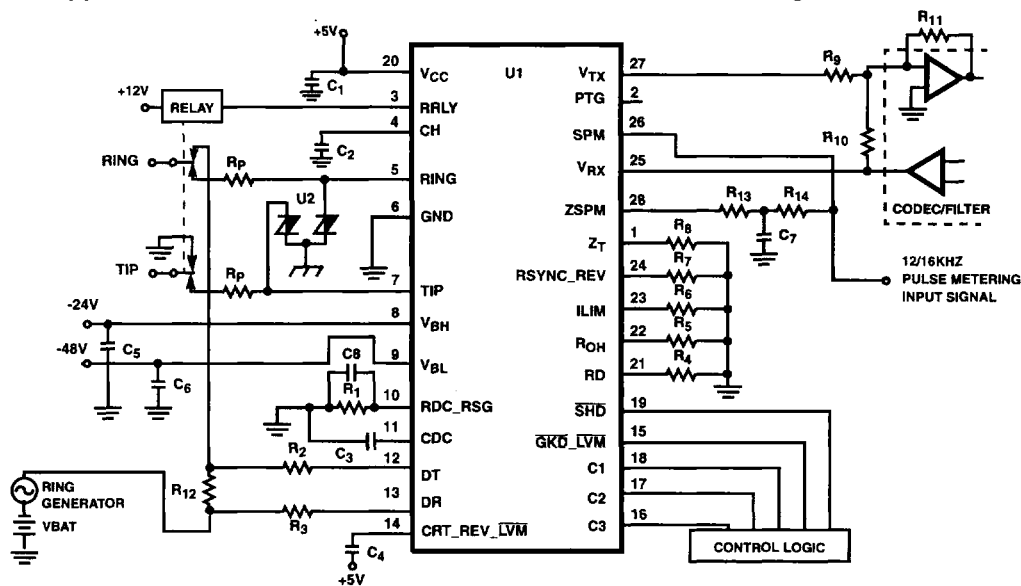 +5V
20
VCC
C1
+12V
RELAY
3
RRLY
4
CH
C2
RING
RP
5
RING
U2
6
GND
TIP
RP
7
TIP
-24V
8
VBH
C5
-48V
9
VBL
C6
C8
R1
10
RDC_RSG
C3
11
CDC
R2
12
DT
R12
13
DR
R3
14
CRT_REV_LVM
C4
+5V
RING
GENERATOR
VBAT
U1
VTX
27
PTG
2
SPM
26
VRX
25
ZSPM
28
ZT
1
RSYNC_REV
24
ILIM
23
ROH
22
RD
21
SHD
19
GKD_LVM
15
C1
18
C2
17
C3
16
R9
R11
R10
CODEC/FILTER
R13
R14
C7
R8
R7
R6
R5
R4
12/16KHZ
PULSE METERING
INPUT SIGNAL
CONTROL LOGIC